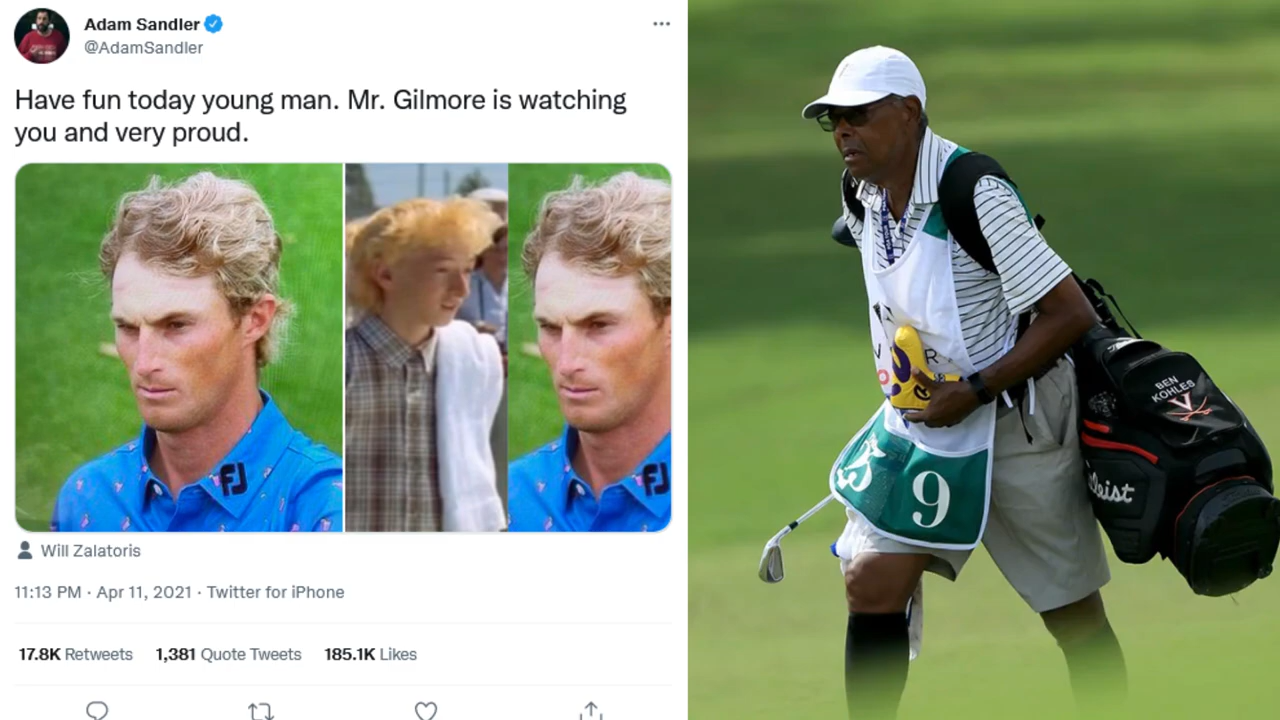 Adam Sandler
@AdamSandler
Have fun today young man. Mr. Gilmore is watching
you and very proud.
FJ
FJ
Will Zalatoris
11:13 PM · Apr 11, 2021 · Twitter for iPhone
17.8K Retweets 1,381 Quote Tweets 185.1K Likes
BEN
KOHLES
V
9